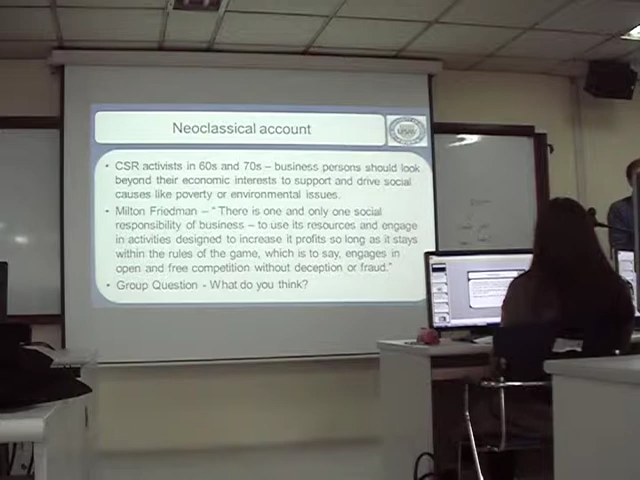 Neoclassical account
• CSR activists in 60s and 70s – business persons should look
beyond their economic interests to support and drive social
causes like poverty or environmental issues.
• Milton Friedman – “ There is one and only one social
responsibility of business – to use its resources and engage
in activities designed to increase it profits so long as it stays
within the rules of the game, which is to say, engages in
open and free competition without deception or fraud.”
• Group Question - What do you think?